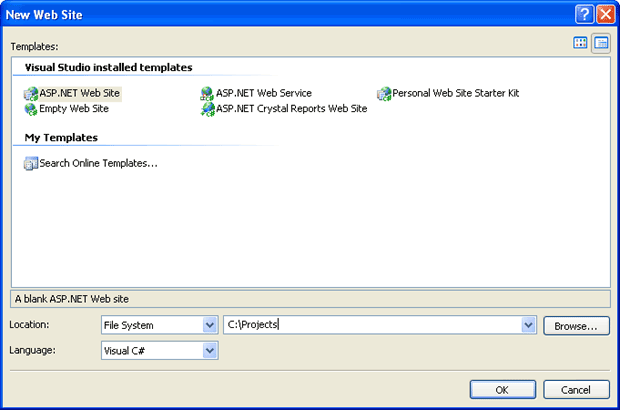 New Web Site
Templates:
Visual Studio installed templates
ASP.NET Web Site ASP.NET Web Service Personal Web Site Starter Kit
Empty Web Site ASP.NET Crystal Reports Web Site
My Templates
Search Online Templates...
A blank ASP.NET Web site
Location: File System C:\Projects Browse...
Language: Visual C#
OK Cancel